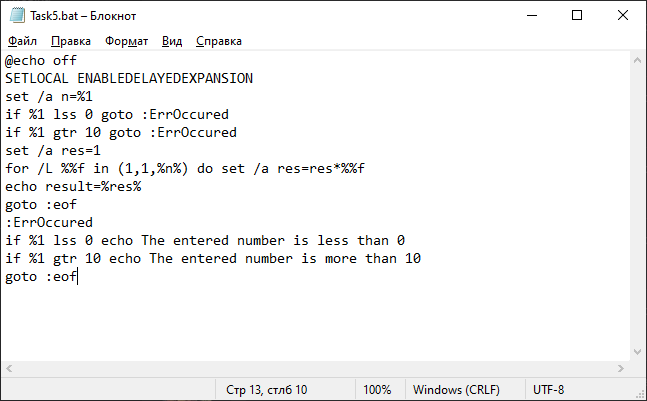 Task5.bat – Блокнот
Файл Правка Формат Вид Справка
@echo off
SETLOCAL ENABLEDELAYEDEXPANSION
set /a n=%1
if %1 lss 0 goto :ErrOccured
if %1 gtr 10 goto :ErrOccured
set /a res=1
for /L %%f in (1,1,%n%) do set /a res=res*%%f
echo result=%res%
goto :eof
:ErrOccured
if %1 lss 0 echo The entered number is less than 0
if %1 gtr 10 echo The entered number is more than 10
goto :eof
Стр 13, стлб 10 100% Windows (CRLF) UTF-8